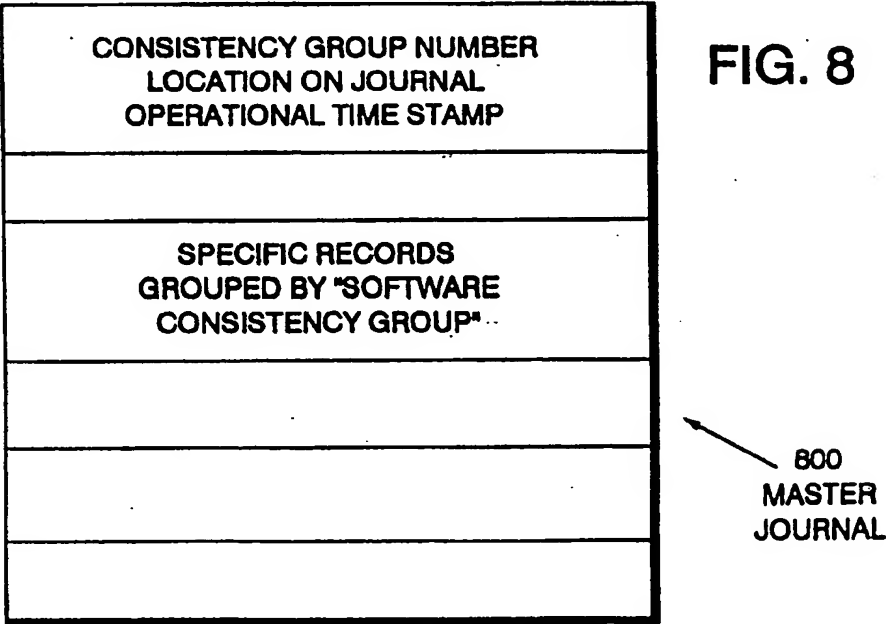 CONSISTENCY GROUP NUMBER
LOCATION ON JOURNAL
OPERATIONAL TIME STAMP
FIG. 8
SPECIFIC RECORDS
GROUPED BY "SOFTWARE
CONSISTENCY GROUP"
800
MASTER
JOURNAL